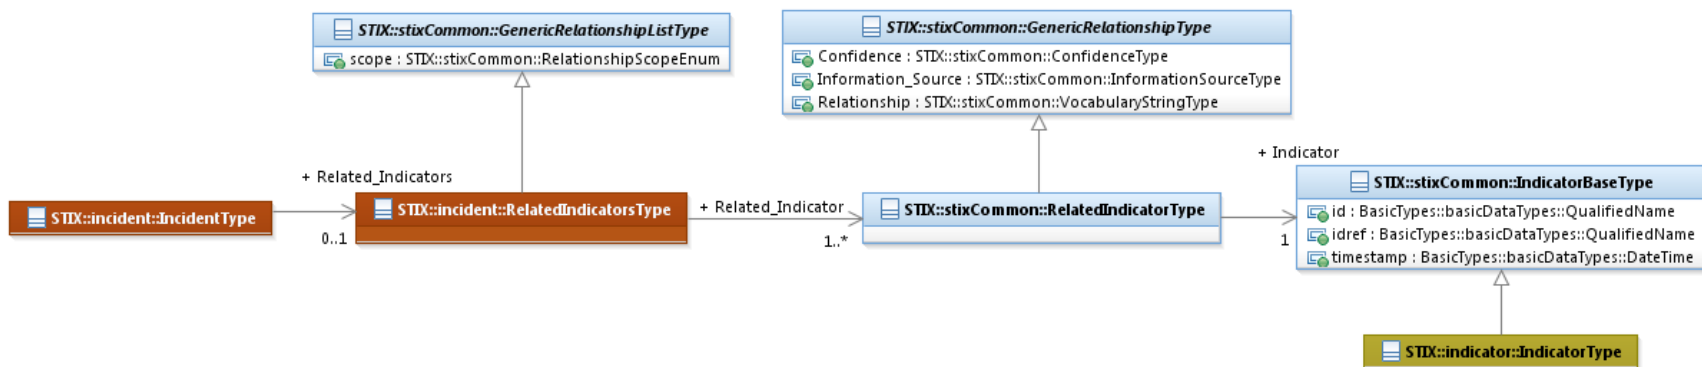 STIX::stixCommon::GenericRelationshipListType
scope : STIX::stixCommon::RelationshipScopeEnum
STIX::stixCommon::GenericRelationshipType
Confidence : STIX::stixCommon::ConfidenceType
Information_Source : STIX::stixCommon::InformationSourceType
Relationship : STIX::stixCommon::VocabularyStringType
+ Indicator
+ Related_Indicators
STIX::stixCommon::IndicatorBaseType
id : BasicTypes::basicDataTypes::QualifiedName
idref : BasicTypes::basicDataTypes::QualifiedName
timestamp : BasicTypes::basicDataTypes::DateTime
STIX::incident::IncidentType
0..1
STIX::incident::RelatedIndicatorsType
+ Related_Indicator
1..*
STIX::stixCommon::RelatedIndicatorType
1
STIX::indicator::IndicatorType